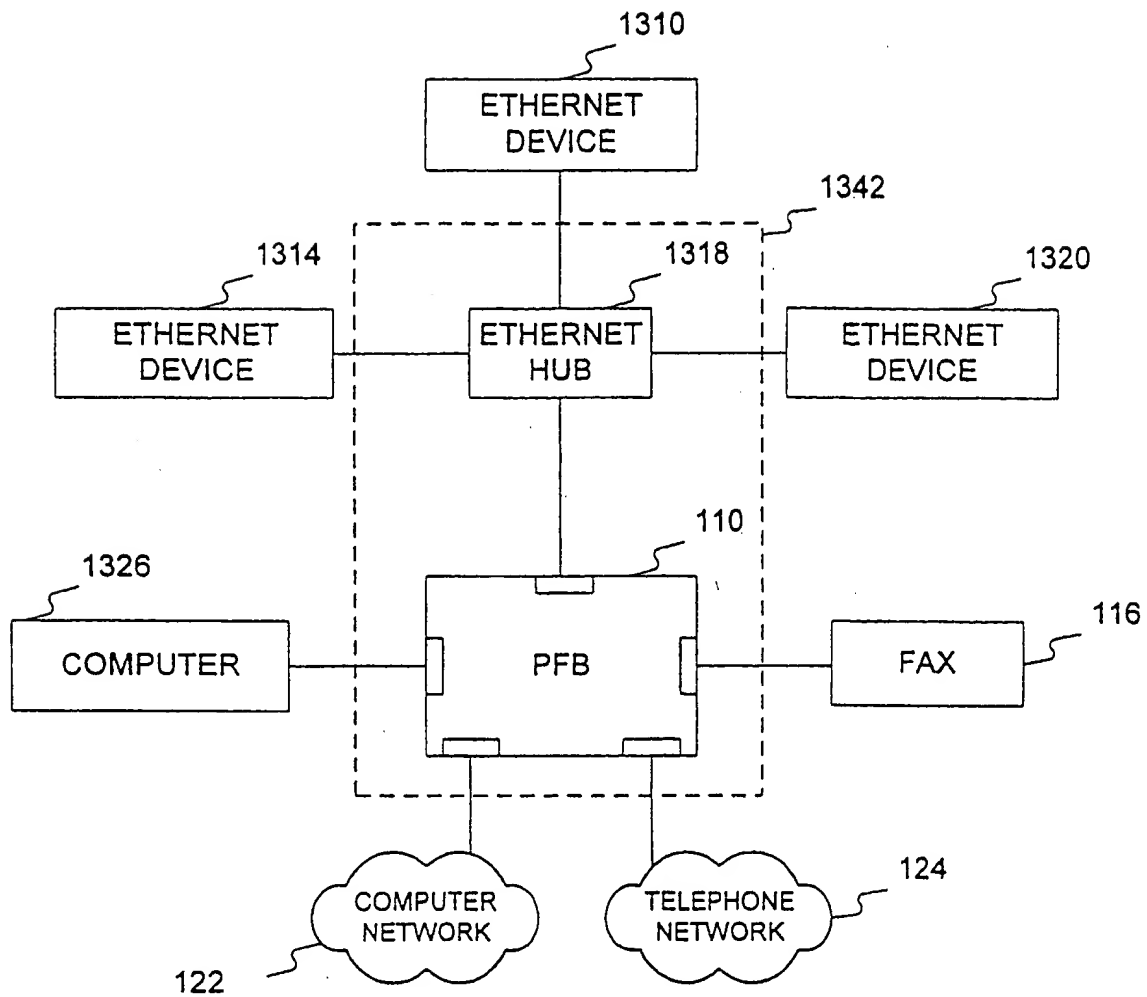 1310
ETHERNET
DEVICE
1342
1314
1318
1320
ETHERNET
DEVICE
ETHERNET
HUB
ETHERNET
DEVICE
110
1326
116
COMPUTER
PFB
FAX
COMPUTER
NETWORK
TELEPHONE
NETWORK
124
122